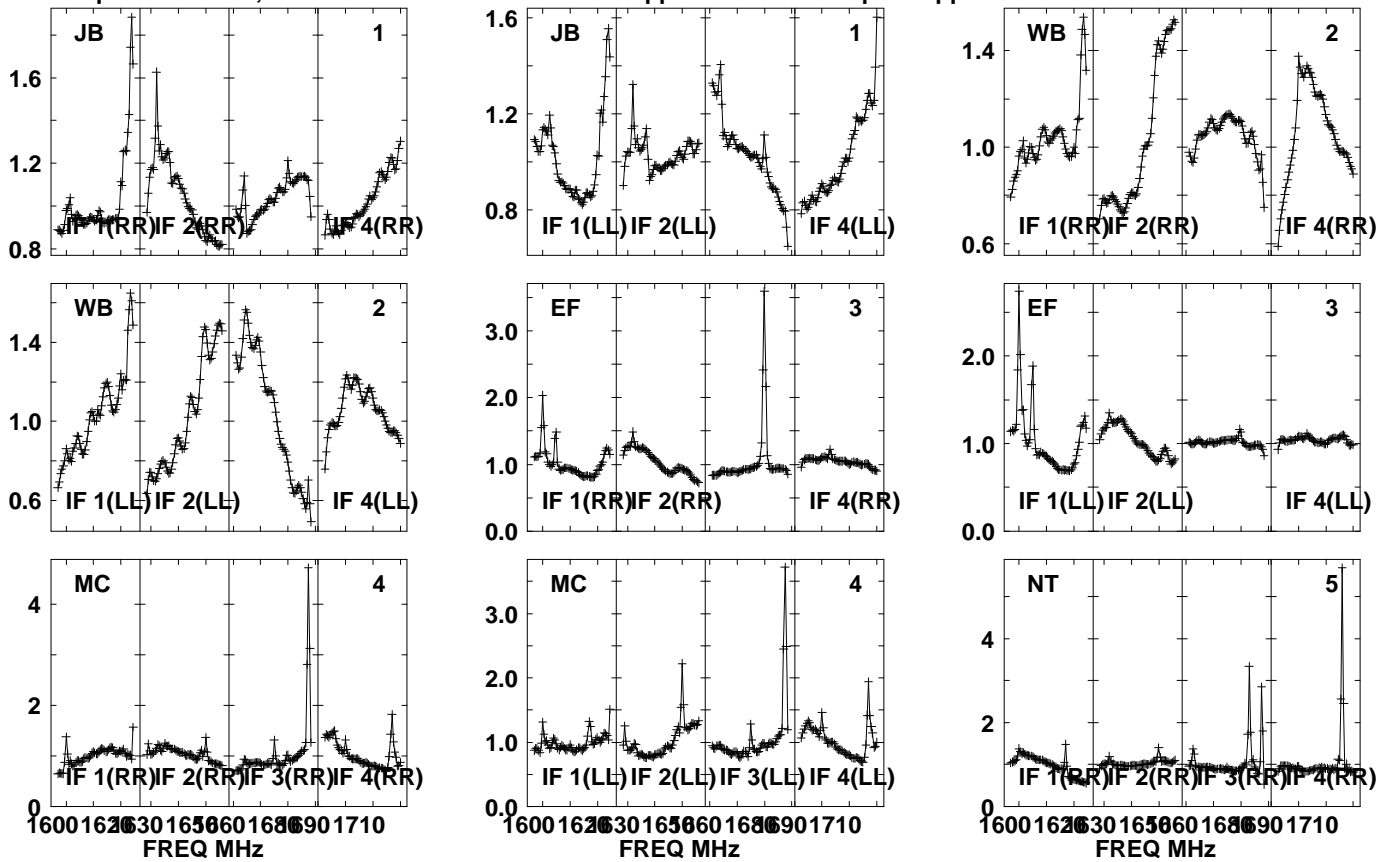 JB 1
JB 1
WB 2
1.6
1.2
0.8
1.6
1.2
0.8
1.4
1.0
0.6
IF 1(RR) IF 2(RR) IF 4(RR)
IF 1(LL) IF 2(LL) IF 4(LL)
IF 1(RR) IF 2(RR) IF 4(RR)
WB 2
EF 3
EF 3
1.4
1.0
0.6
3.0
2.0
1.0
0.0
2.0
1.0
0.0
IF 1(LL) IF 2(LL) IF 4(LL)
IF 1(RR) IF 2(RR) IF 4(RR)
IF 1(LL) IF 2(LL) IF 4(LL)
MC 4
MC 4
NT 5
4
2
0
3.0
2.0
1.0
0.0
4
2
0
IF 1(RR) IF 2(RR) IF 3(RR) IF 4(RR)
IF 1(LL) IF 2(LL) IF 3(LL) IF 4(LL)
IF 1(RR) IF 2(RR) IF 3(RR) IF 4(RR)
1600 1710
1600 1710
1600 1710
FREQ MHz
FREQ MHz
FREQ MHz